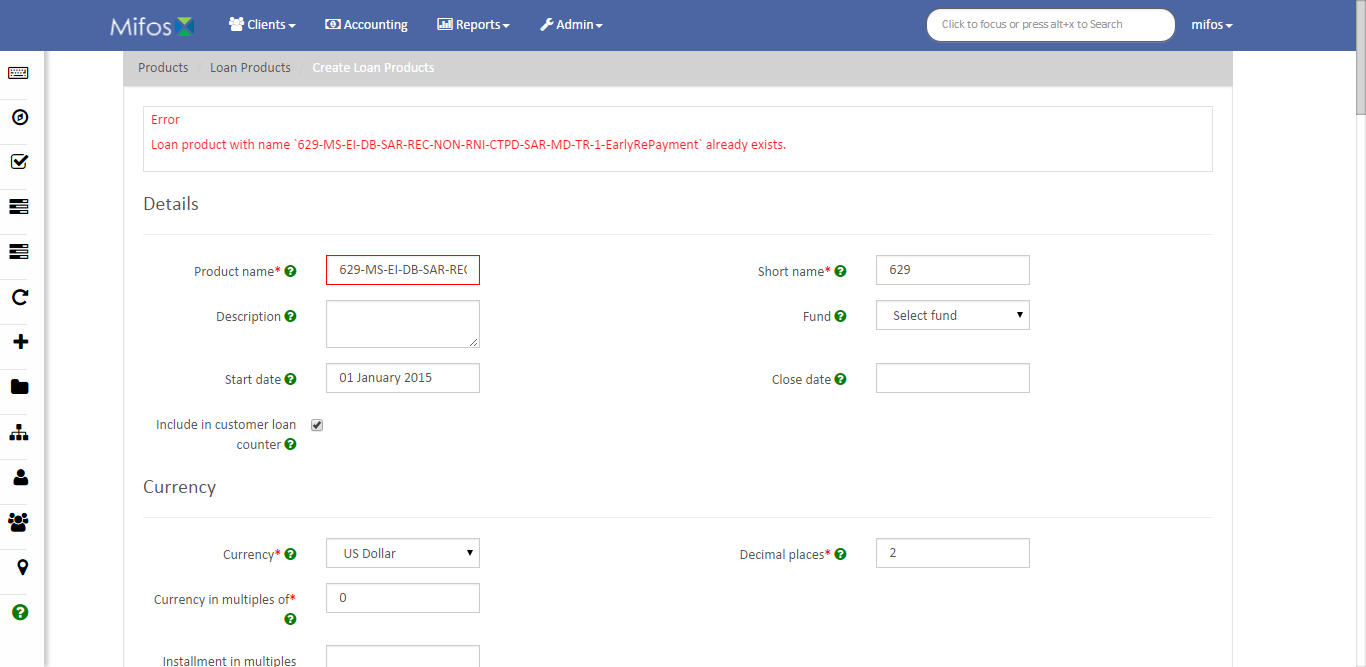 Mifos Clients Accounting Reports Admin Click to focus or press alt+x to Search mifos
Products / Loan Products / Create Loan Products
Error
Loan product with name `629-MS-EI-DB-SAR-REC-NON-RNI-CTPD-SAR-MD-TR-1-EarlyRePayment` already exists.
Details
Product name* 629-MS-EI-DB-SAR-REC Short name* 629
Description Fund Select fund
Start date 01 January 2015 Close date
Include in customer loan
counter
Currency
Currency* US Dollar Decimal places* 2
Currency in multiples of* 0
Installment in multiples